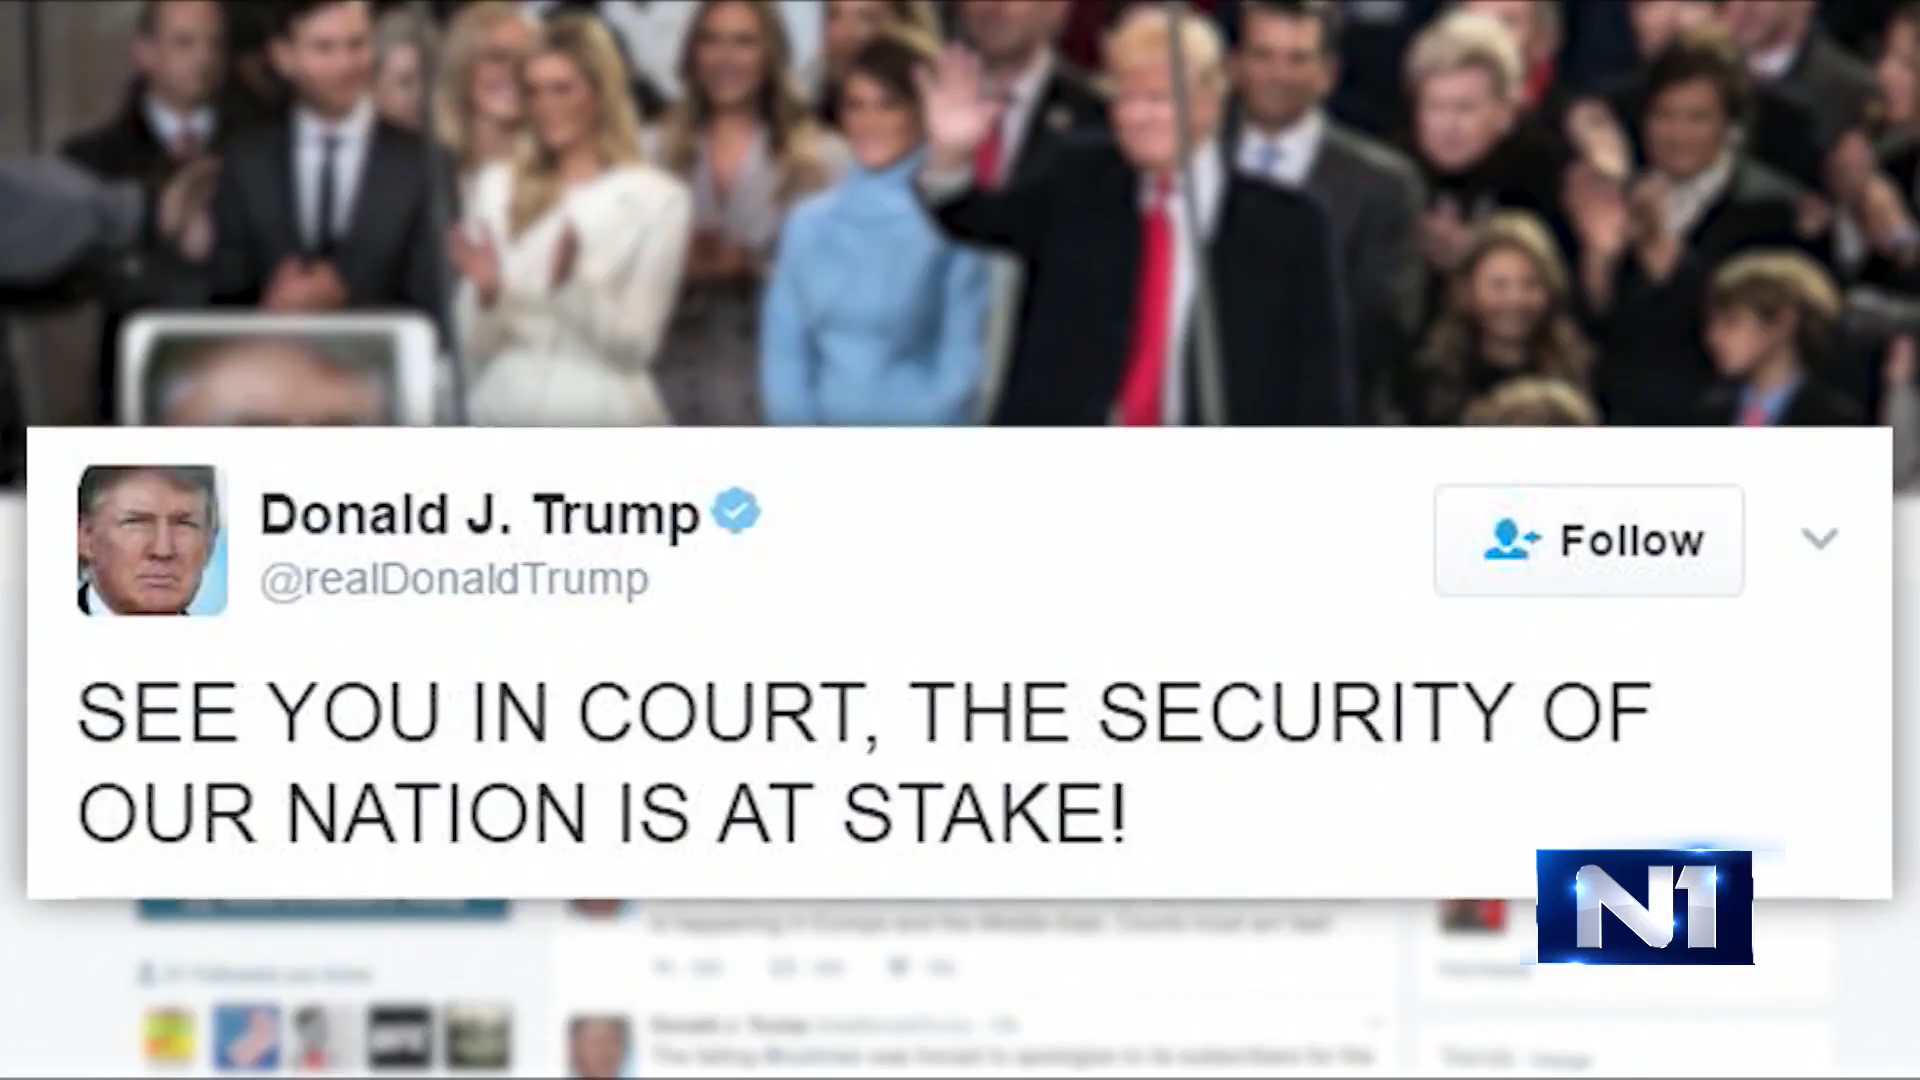 Donald J. Trump
@realDonaldTrump
Follow
SEE YOU IN COURT, THE SECURITY OF
OUR NATION IS AT STAKE!
N1